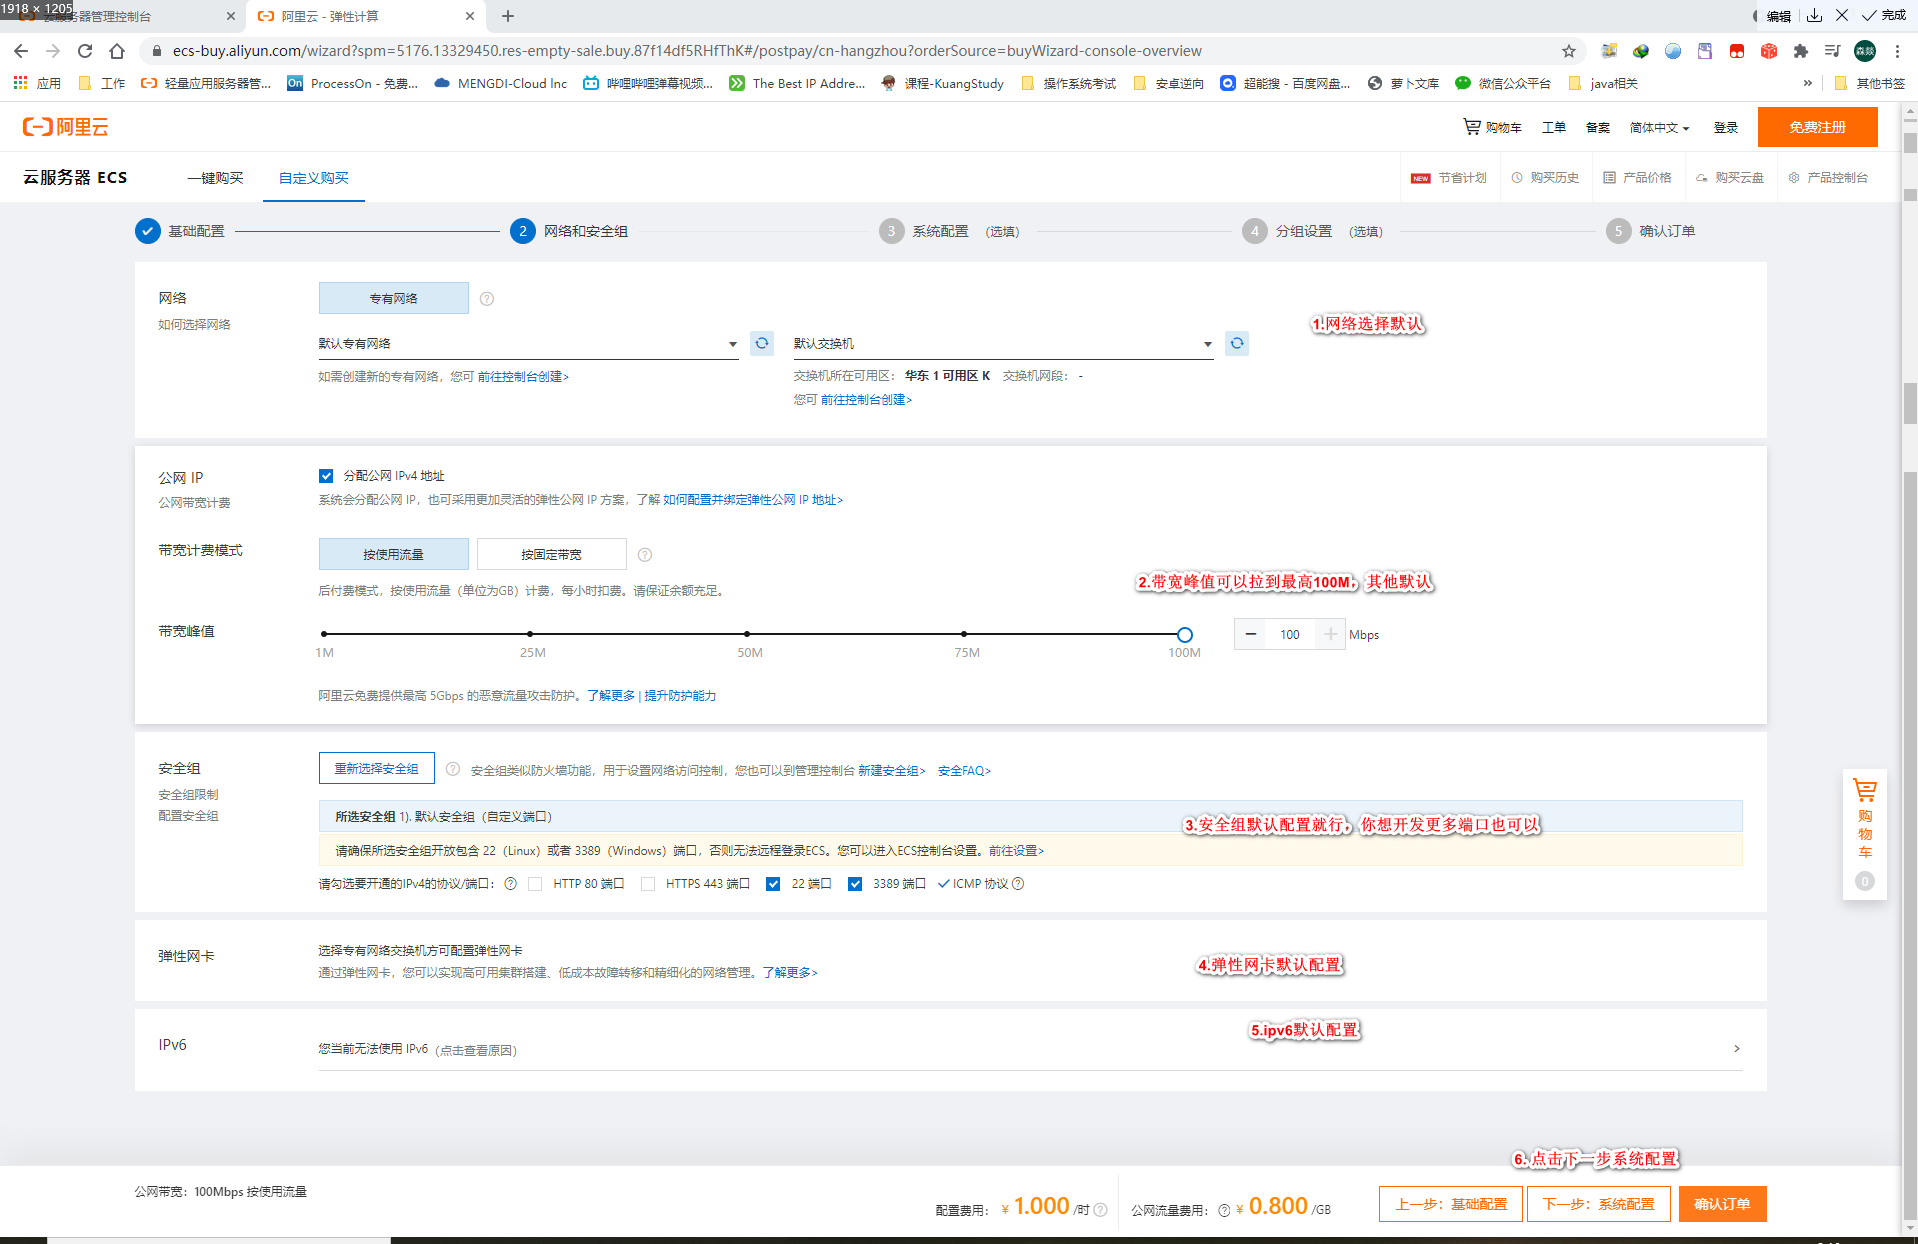 1918 × 1205
云服务器管理控制台
阿里云 - 弹性计算
编辑
完成
ecs-buy.aliyun.com/wizard?spm=5176.13329450.res-empty-sale.buy.87f14df5RHfThK#/postpay/cn-hangzhou?orderSource=buyWizard-console-overview
森燚
应用 工作 轻量应用服务器管... ProcessOn - 免费... MENGDI-Cloud lnc 哔哩哔哩弹幕视频... The Best IP Addre... 课程-KuangStudy 操作系统考试 安卓逆向 超能搜 - 百度网盘... 萝卜文库 微信公众平台 java相关 » 其他书签
阿里云
购物车 工单 备案 简体中文 登录 免费注册
云服务器 ECS 一键购买 自定义购买
NEW 节省计划 购买历史 产品价格 购买云盘 产品控制台
基础配置 2 网络和安全组 3 系统配置 (选填) 4 分组设置 (选填) 5 确认订单
网络 专有网络
如何选择网络
1.网络选择默认
默认专有网络 默认交换机
如需创建新的专有网络，您可 前往控制台创建>
交换机所在可用区： 华东 1 可用区 K 交换机网段： -
您可 前往控制台创建>
公网 IP 分配公网 IPv4 地址
公网带宽计费 系统会分配公网 IP，也可采用更加灵活的弹性公网 IP 方案，了解 如何配置并绑定弹性公网 IP 地址>
带宽计费模式 按使用流量 按固定带宽
2.带宽峰值可以拉到最高100M，其他默认
后付费模式，按使用流量（单位为GB）计费，每小时扣费。请保证余额充足。
带宽峰值
100 Mbps
1M 25M 50M 75M 100M
阿里云免费提供最高 5Gbps 的恶意流量攻击防护。了解更多 | 提升防护能力
安全组 重新选择安全组 安全组类似防火墙功能，用于设置网络访问控制，您也可以到管理控制台 新建安全组> 安全FAQ>
安全组限制
配置安全组
所选安全组 1). 默认安全组（自定义端口）
3.安全组默认配置就行，你想开发更多端口也可以
请确保所选安全组开放包含 22（Linux）或者 3389（Windows）端口，否则无法远程登录ECS。您可以进入ECS控制台设置。前往设置>
请勾选要开通的IPv4的协议/端口： HTTP 80 端口 HTTPS 443 端口 22 端口 3389 端口 ICMP 协议
购
物
车
0
弹性网卡 选择专有网络交换机方可配置弹性网卡
通过弹性网卡，您可以实现高可用集群搭建、低成本故障转移和精细化的网络管理。了解更多>
4.弹性网卡默认配置
5.ipv6默认配置
IPv6 您当前无法使用 IPv6 (点击查看原因)
6.点击下一步系统配置
公网带宽：100Mbps 按使用流量
配置费用： ¥ 1.000 /时 公网流量费用： ¥ 0.800 /GB
上一步：基础配置 下一步：系统配置 确认订单